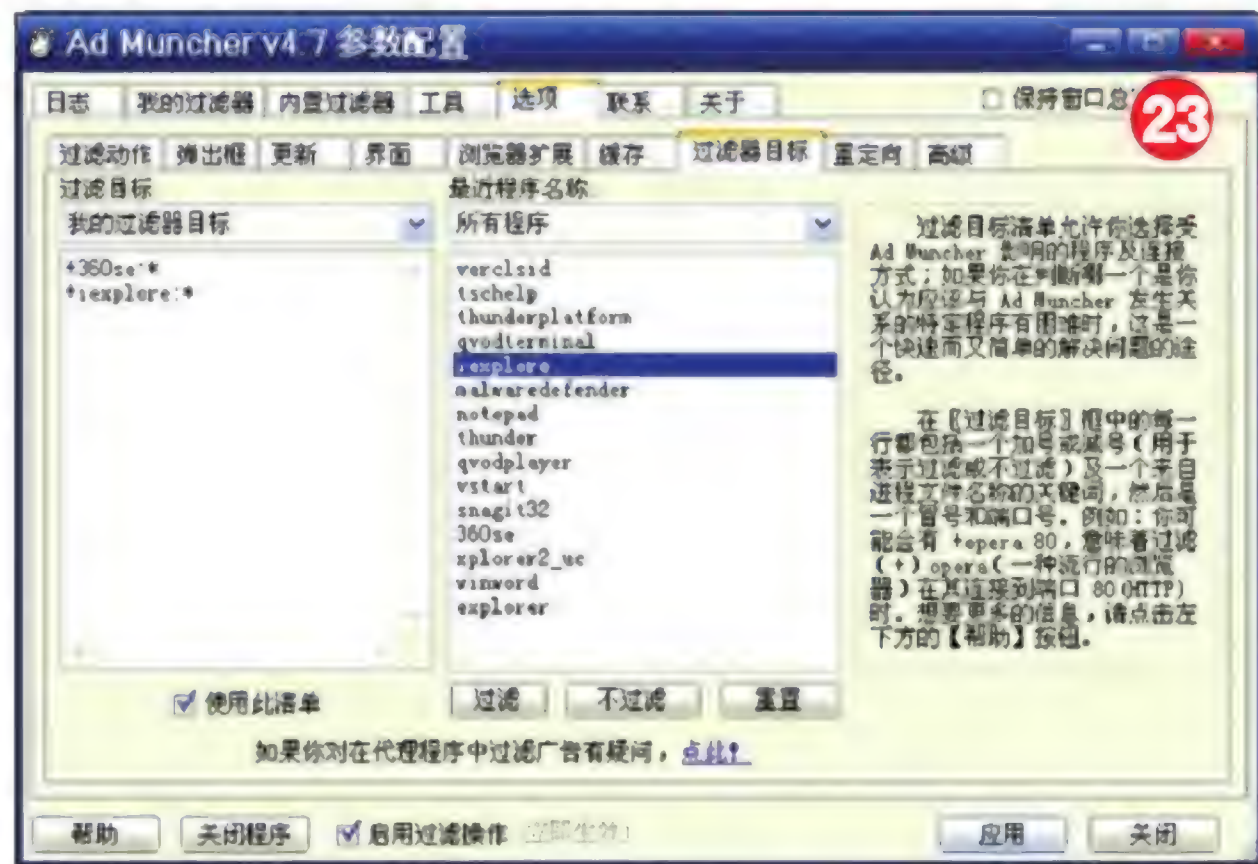 Ad Muncher v4.7 参数配置
日志 我的过滤器 内置过滤器 工具 选项 联系 关于 保持窗口总
23
过滤动作 弹出框 更新 界面 浏览器扩展 缓存 过滤器目标 重定向 高级
过滤目标
我的过滤器目标
+360se:*
+iexplore:*
使用此清单
最近程序名称
所有程序
verclsid
tschelp
thunderplatform
qvodterminal
iexplore
malwaredefender
notepad
thunder
qvodplayer
vstart
snagit32
360se
xplorer2_uc
winword
explorer
过滤 不过滤 重置
过滤目标清单允许你选择受
Ad Muncher 影响的程序及连接
方式；如果你在判断哪一个是你
认为应该与 Ad Muncher 发生关
系的特定程序有困难时，这是一
个快速而又简单的解决问题的途
径。
在〖过滤目标〗框中的每一
行都包括一个加号或减号（用于
表示过滤或不过滤）及一个来自
进程文件名称的关键词，然后是
一个冒号和端口号。例如：你可
能会有 +opera:80，意味着过滤
（+）opera（一种流行的浏览
器）在其连接到端口 80(HTTP)
时。想要更多的信息，请点击左
下方的【帮助】按钮。
如果你对在代理程序中过滤广告有疑问，点此！
帮助 关闭程序 启用过滤操作（立即生效） 应用 关闭